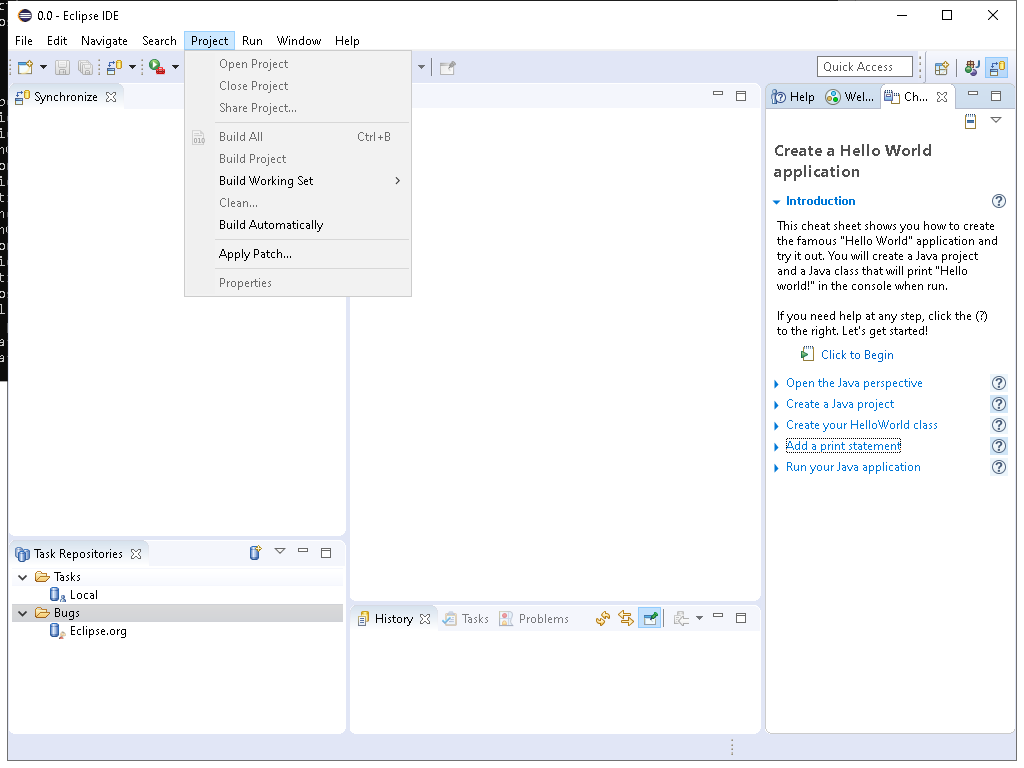 0.0 - Eclipse IDE
File Edit Navigate Search Project Run Window Help
Quick Access
Open Project
Close Project
Share Project...
Build All Ctrl+B
Build Project
Build Working Set
Clean...
Build Automatically
Apply Patch...
Properties
Synchronize
Task Repositories
Tasks
Local
Bugs
Eclipse.org
History Tasks Problems
Help Wel... Ch...
Create a Hello World
application
Introduction
This cheat sheet shows you how to create
the famous "Hello World" application and
try it out. You will create a Java project
and a Java class that will print "Hello
world!" in the console when run.
If you need help at any step, click the (?)
to the right. Let's get started!
Click to Begin
Open the Java perspective
Create a Java project
Create your HelloWorld class
Add a print statement
Run your Java application